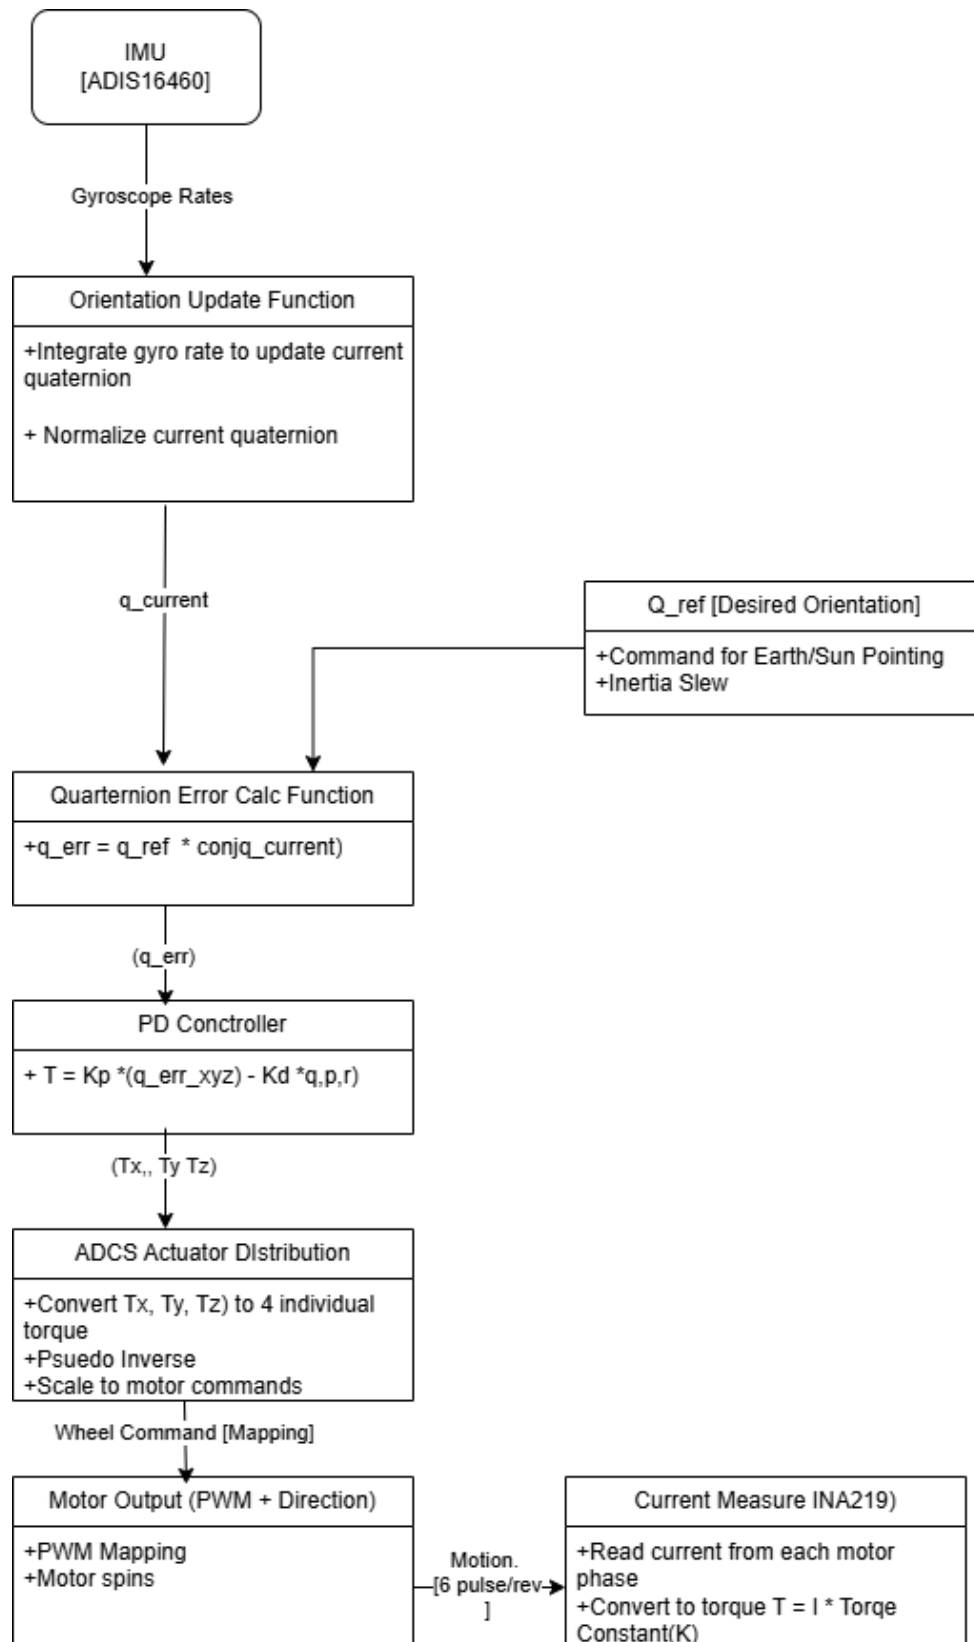 IMU
[ADIS16460]
Gyroscope Rates
Orientation Update Function
+Integrate gyro rate to update current
quaternion
+ Normalize current quaternion
q_current
Q_ref [Desired Orientation]
+Command for Earth/Sun Pointing
+Inertia Slew
Quarternion Error Calc Function
+q_err = q_ref  * conjq_current)
(q_err)
PD Conctroller
+ T = Kp *(q_err_xyz) - Kd *q,p,r)
(Tx,, Ty Tz)
ADCS Actuator DIstribution
+Convert Tx, Ty, Tz) to 4 individual
torque
+Psuedo Inverse
+Scale to motor commands
Wheel Command [Mapping]
Motor Output (PWM + Direction)
+PWM Mapping
+Motor spins
Motion.
[6 pulse/rev
]
Current Measure INA219)
+Read current from each motor
phase
+Convert to torque T = I * Torqe
Constant(K)